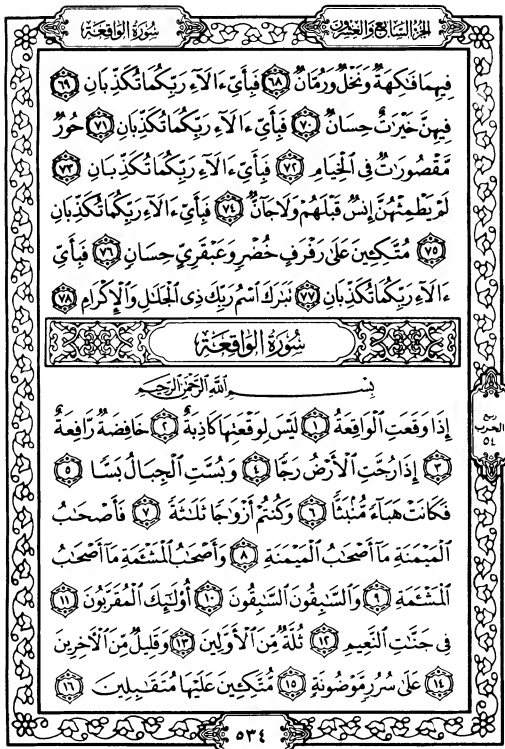 الجزء السابع والعشرون
سورة الواقعة
فِيهِمَا فَٰكِهَةٌ وَنَخْلٌ وَرُمَّانٌ ٦٨ فَبِأَىِّ ءَالَآءِ رَبِّكُمَا تُكَذِّبَانِ ٦٩
فِيهِنَّ خَيْرَٰتٌ حِسَانٌ ٧٠ فَبِأَىِّ ءَالَآءِ رَبِّكُمَا تُكَذِّبَانِ ٧١ حُورٌ
مَّقْصُورَٰتٌ فِى ٱلْخِيَامِ ٧٢ فَبِأَىِّ ءَالَآءِ رَبِّكُمَا تُكَذِّبَانِ ٧٣
لَمْ يَطْمِثْهُنَّ إِنسٌ قَبْلَهُمْ وَلَا جَآنٌّ ٧٤ فَبِأَىِّ ءَالَآءِ رَبِّكُمَا تُكَذِّبَانِ
٧٥ مُتَّكِـِٔينَ عَلَىٰ رَفْرَفٍ خُضْرٍ وَعَبْقَرِىٍّ حِسَانٍ ٧٦ فَبِأَىِّ
ءَالَآءِ رَبِّكُمَا تُكَذِّبَانِ ٧٧ تَبَٰرَكَ ٱسْمُ رَبِّكَ ذِى ٱلْجَلَٰلِ وَٱلْإِكْرَامِ ٧٨
سُورَةُ الوَاقِعَةِ
بِسْمِ ٱللَّهِ ٱلرَّحْمَٰنِ ٱلرَّحِيمِ
إِذَا وَقَعَتِ ٱلْوَاقِعَةُ ١ لَيْسَ لِوَقْعَتِهَا كَاذِبَةٌ ٢ خَافِضَةٌ رَّافِعَةٌ
٣ إِذَا رُجَّتِ ٱلْأَرْضُ رَجًّا ٤ وَبُسَّتِ ٱلْجِبَالُ بَسًّا ٥
فَكَانَتْ هَبَآءً مُّنۢبَثًّا ٦ وَكُنتُمْ أَزْوَٰجًا ثَلَٰثَةً ٧ فَأَصْحَٰبُ
ٱلْمَيْمَنَةِ مَآ أَصْحَٰبُ ٱلْمَيْمَنَةِ ٨ وَأَصْحَٰبُ ٱلْمَشْـَٔمَةِ مَآ أَصْحَٰبُ
ٱلْمَشْـَٔمَةِ ٩ وَٱلسَّٰبِقُونَ ٱلسَّٰبِقُونَ ١٠ أُو۟لَٰٓئِكَ ٱلْمُقَرَّبُونَ ١١
فِى جَنَّٰتِ ٱلنَّعِيمِ ١٢ ثُلَّةٌ مِّنَ ٱلْأَوَّلِينَ ١٣ وَقَلِيلٌ مِّنَ ٱلْـَٔاخِرِينَ
١٤ عَلَىٰ سُرُرٍ مَّوْضُونَةٍ ١٥ مُّتَّكِـِٔينَ عَلَيْهَا مُتَقَٰبِلِينَ ١٦
ربع
الحزب
٥٤
٥٣٤